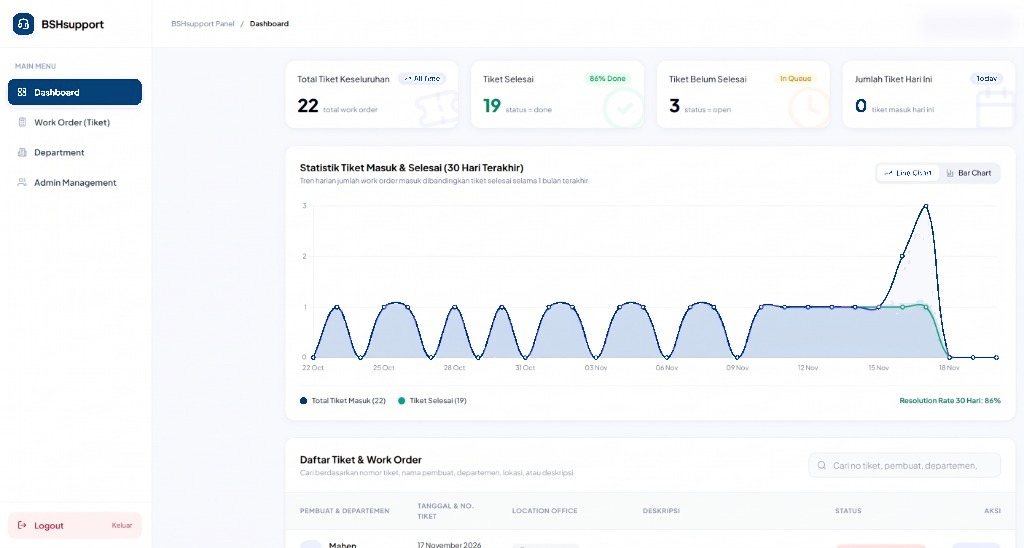 BSHsupport
BSHsupport Panel / Dashboard
MAIN MENU
Dashboard
Work Order (Tiket)
Department
Admin Management
Logout Keluar
Total Tiket Keseluruhan All Time
22 total work order
Tiket Selesai 86% Done
19 status = done
Tiket Belum Selesai In Queue
3 status = open
Jumlah Tiket Hari Ini Today
0 tiket masuk hari ini
Statistik Tiket Masuk & Selesai (30 Hari Terakhir)
Tren harian jumlah work order masuk dibandingkan tiket selesai selama 1 bulan terakhir
Line Chart Bar Chart
3
2
1
0
22 Oct 25 Oct 28 Oct 31 Oct 03 Nov 06 Nov 09 Nov 12 Nov 15 Nov 18 Nov
Total Tiket Masuk (22) Tiket Selesai (19) Resolution Rate 30 Hari: 86%
Daftar Tiket & Work Order
Cari berdasarkan nomor tiket, nama pembuat, departemen, lokasi, atau deskripsi
Cari no tiket, pembuat, departemen,
PEMBUAT & DEPARTEMEN TANGGAL & NO. TIKET LOCATION OFFICE DESKRIPSI STATUS AKSI
Mahen 17 November 2026